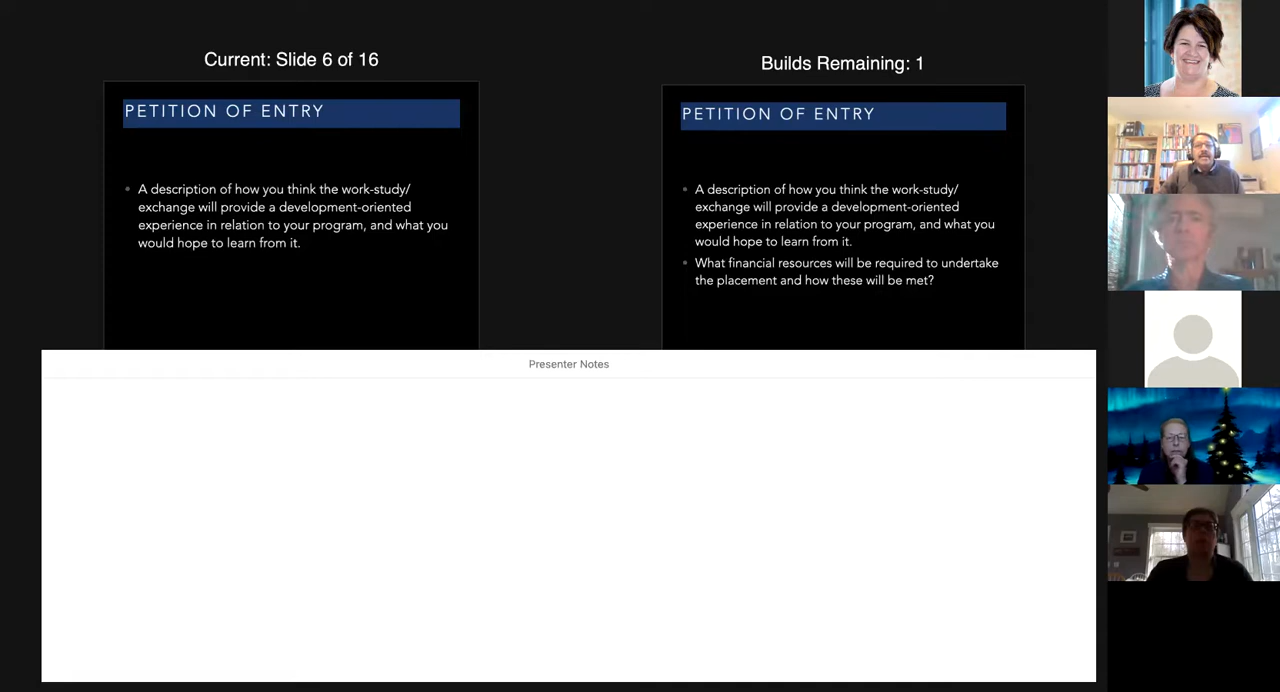 Current: Slide 6 of 16
PETITION OF ENTRY
A description of how you think the work-study/
exchange will provide a development-oriented
experience in relation to your program, and what you
would hope to learn from it.
Builds Remaining: 1
PETITION OF ENTRY
A description of how you think the work-study/
exchange will provide a development-oriented
experience in relation to your program, and what you
would hope to learn from it.
What financial resources will be required to undertake
the placement and how these will be met?
Presenter Notes